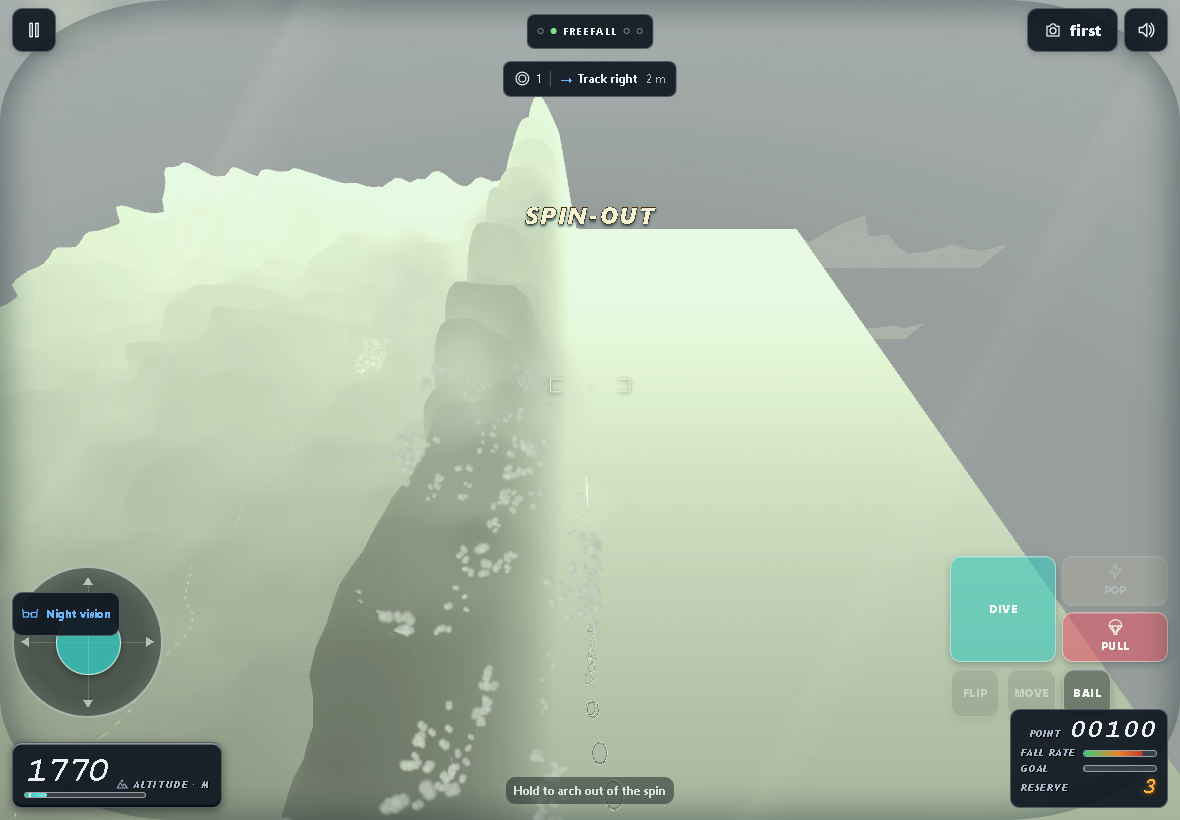 FREEFALL
first
1 → Track right 2 m
SPIN-OUT
Night vision
DIVE
POP
PULL
FLIP
MOVE
BAIL
1770
ALTITUDE · M
POINT 00100
FALL RATE
GOAL
RESERVE 3
Hold to arch out of the spin